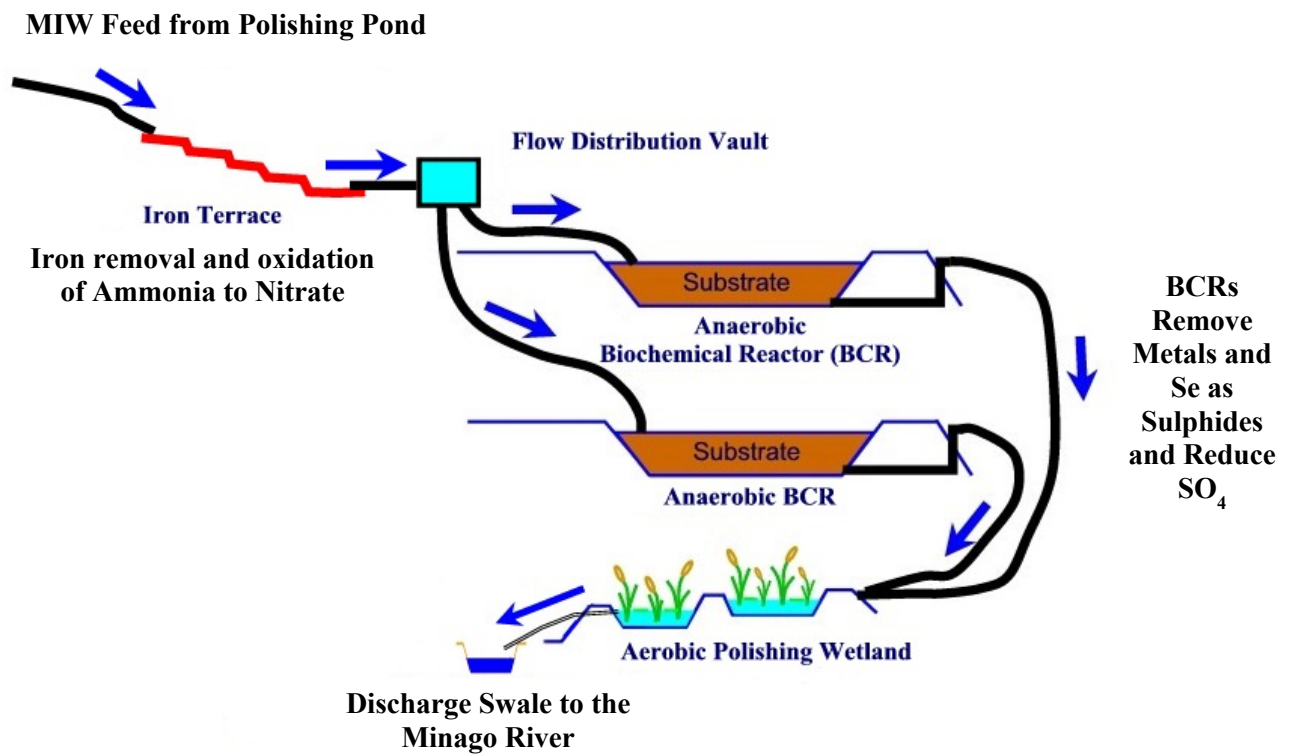 MIW Feed from Polishing Pond
Flow Distribution Vault
Iron Terrace
Iron removal and oxidation
of Ammonia to Nitrate
Substrate
Anaerobic
Biochemical Reactor (BCR)
BCRs
Remove
Metals and
Se as
Sulphides
and Reduce
SO₄
Substrate
Anaerobic BCR
Aerobic Polishing Wetland
Discharge Swale to the
Minago River